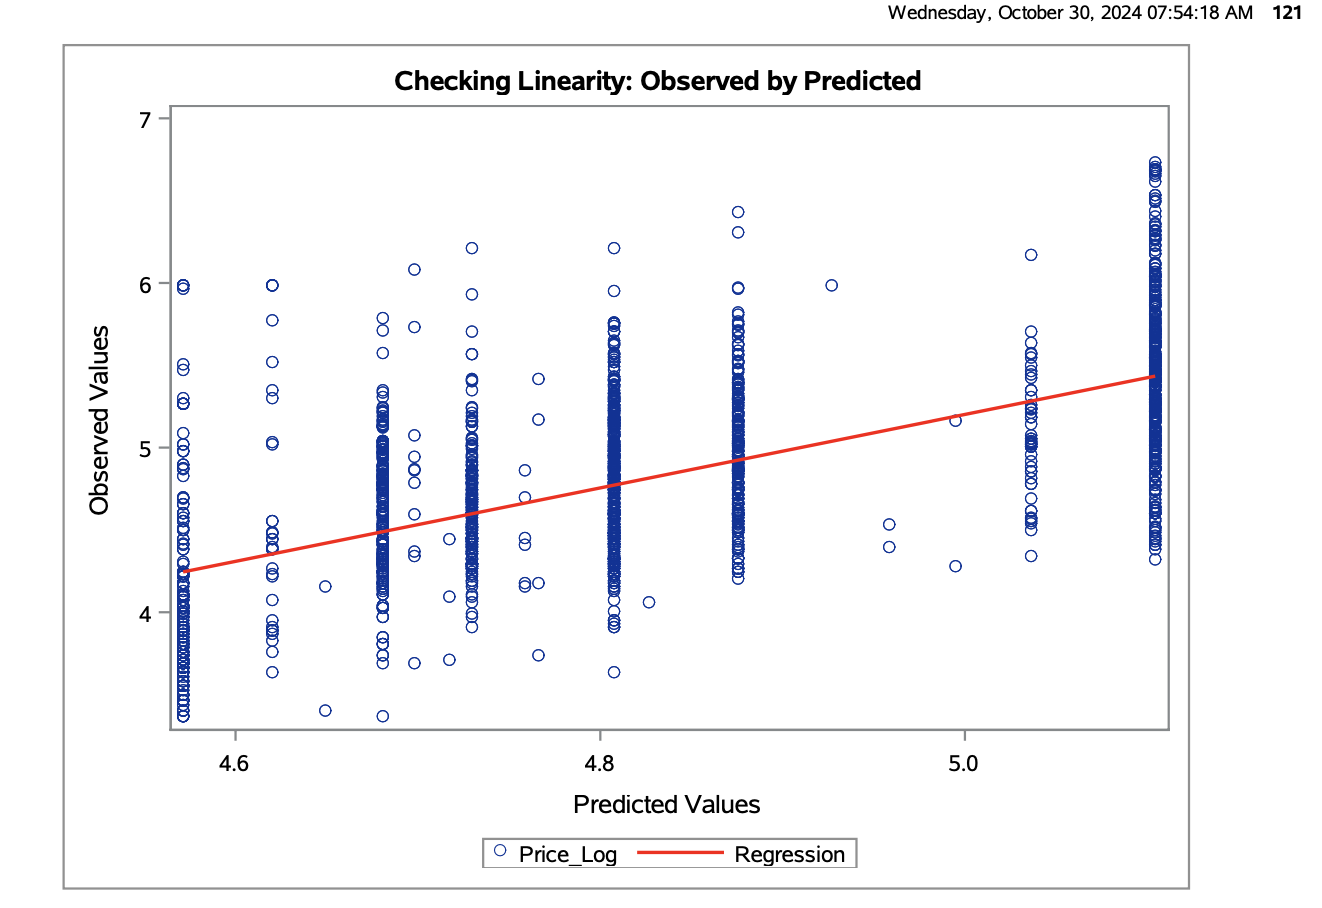 Wednesday, October 30, 2024 07:54:18 AM 121
Checking Linearity: Observed by Predicted
7
6
5
4
Observed Values
4.6 4.8 5.0
Predicted Values
Price_Log Regression